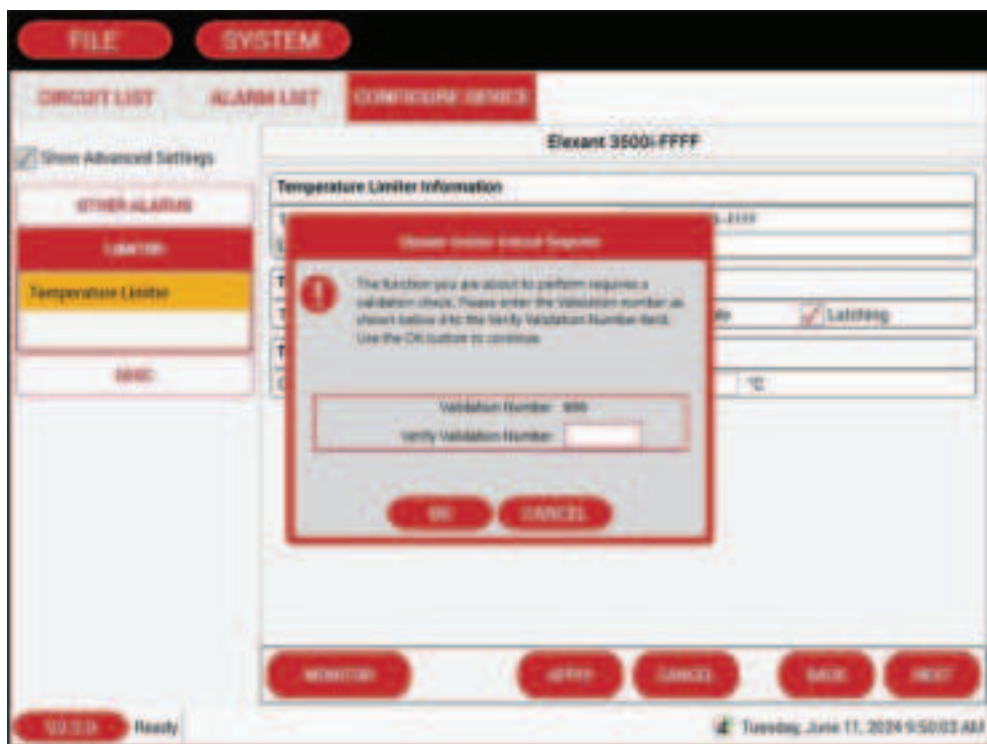 FILE SYSTEM
CIRCUIT LIST ALARM LIST CONFIGURE DEVICE
Show Advanced Settings
Elexant 3500i-FFFF
OTHER ALARMS
Temperature Limiter Information
LIMITER
Temperature Limiter
The function you are about to perform requires a
validation check. Please enter the Validation number as
shown below into the Verify Validation Number field.
Use the OK button to continue.
Latching
MISC
°C
Validation Number
Verify Validation Number
OK CANCEL
MONITOR APPLY CANCEL BACK NEXT
Ready
Tuesday, June 11, 2024 9:50:03 AM